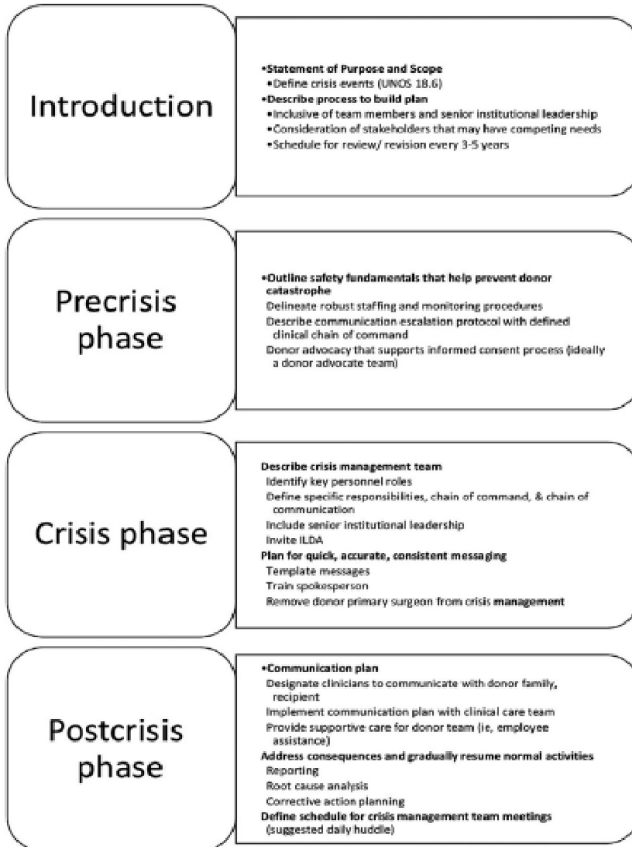 Introduction
•Statement of Purpose and Scope
•Define crisis events (UNOS 18.6)
•Describe process to build plan
•Inclusive of team members and senior institutional leadership
•Consideration of stakeholders that may have competing needs
•Schedule for review/ revision every 3-5 years
Precrisis
phase
•Outline safety fundamentals that help prevent donor
catastrophe
Delineate robust staffing and monitoring procedures
Describe communication escalation protocol with defined
clinical chain of command
Donor advocacy that supports informed consent process (ideally
a donor advocate team)
Crisis phase
Describe crisis management team
Identify key personnel roles
Define specific responsibilities, chain of command, & chain of
communication
Include senior institutional leadership
Invite ILDA
Plan for quick, accurate, consistent messaging
Template messages
Train spokesperson
Remove donor primary surgeon from crisis management
Postcrisis
phase
•Communication plan
Designate clinicians to communicate with donor family,
recipient
Implement communication plan with clinical care team
Provide supportive care for donor team (ie, employee
assistance)
Address consequences and gradually resume normal activities
Reporting
Root cause analysis
Corrective action planning
Define schedule for crisis management team meetings
(suggested daily huddle)